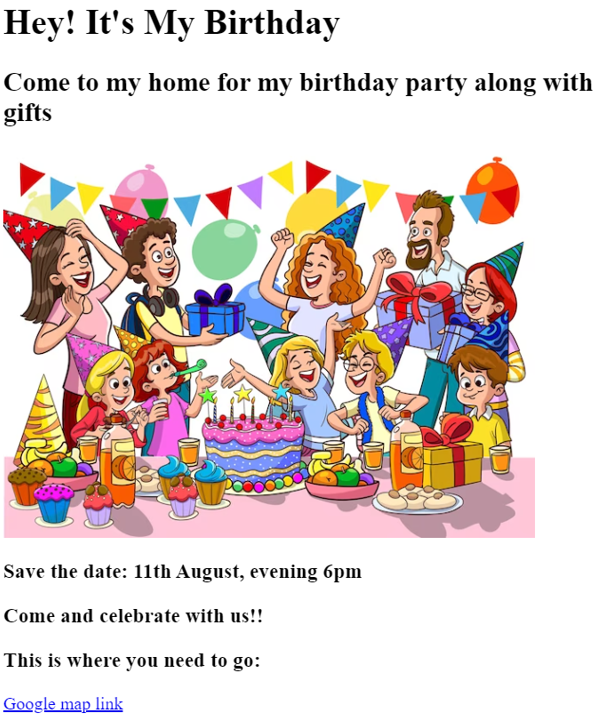 Hey! It's My Birthday
Come to my home for my birthday party along with
gifts
Save the date: 11th August, evening 6pm
Come and celebrate with us!!
This is where you need to go:
Google map link